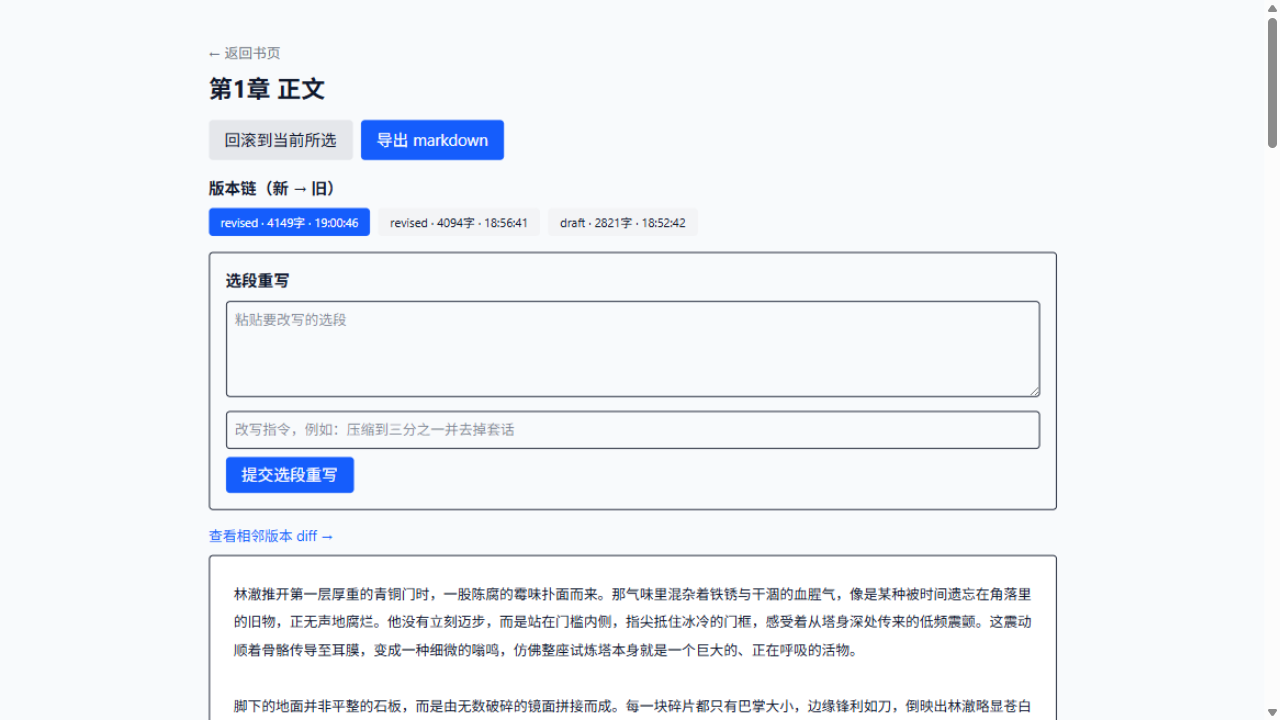 ← 返回书页
第1章 正文
回滚到当前所选
导出 markdown
版本链（新 → 旧）
revised · 4149字 · 19:00:46
revised · 4094字 · 18:56:41
draft · 2821字 · 18:52:42
选段重写
粘贴要改写的选段
改写指令，例如：压缩到三分之一并去掉套话
提交选段重写
查看相邻版本 diff →
林澈推开第一层厚重的青铜门时，一股陈腐的霉味扑面而来。那气味里混杂着铁锈与干涸的血腥气，像是某种被时间遗忘在角落里
的旧物，正无声地腐烂。他没有立刻迈步，而是站在门槛内侧，指尖抵住冰冷的门框，感受着从塔身深处传来的低频震颤。这震动
顺着骨骼传导至耳膜，变成一种细微的嗡鸣，仿佛整座试炼塔本身就是一个巨大的、正在呼吸的活物。
脚下的地面并非平整的石板，而是由无数破碎的镜面拼接而成。每一块碎片都只有巴掌大小，边缘锋利如刀，倒映出林澈略显苍白